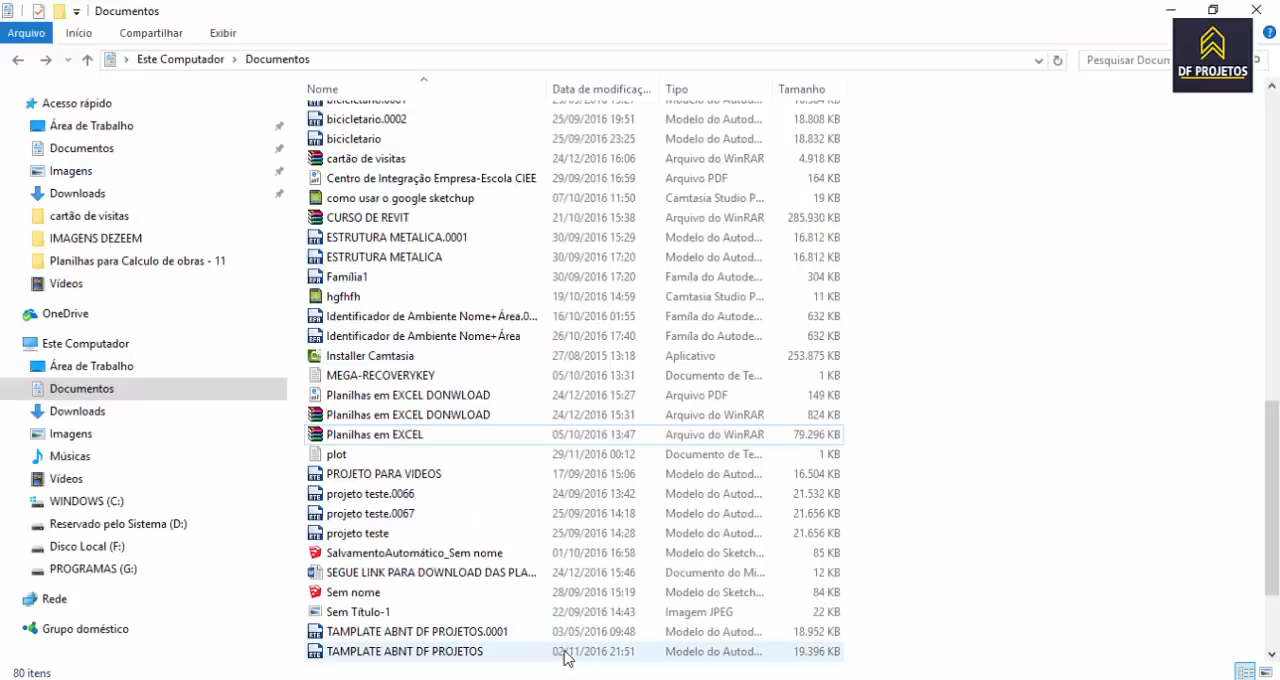 Documentos
Arquivo Início Compartilhar Exibir
Este Computador > Documentos
Pesquisar Docum
DF PROJETOS
Nome Data de modificaç... Tipo Tamanho
Acesso rápido
Área de Trabalho
Documentos
Imagens
Downloads
cartão de visitas
IMAGENS DEZEEM
Planilhas para Calculo de obras - 11
Vídeos
OneDrive
Este Computador
Área de Trabalho
Documentos
Downloads
Imagens
Músicas
Vídeos
WINDOWS (C:)
Reservado pelo Sistema (D:)
Disco Local (F:)
PROGRAMAS (G:)
Rede
Grupo doméstico
bicicletario.0002 25/09/2016 19:51 Modelo do Autod... 18.808 KB
bicicletario 25/09/2016 23:25 Modelo do Autod... 18.832 KB
cartão de visitas 24/12/2016 16:06 Arquivo do WinRAR 4.918 KB
Centro de Integração Empresa-Escola CIEE 29/09/2016 16:59 Arquivo PDF 164 KB
como usar o google sketchup 07/10/2016 11:50 Camtasia Studio P... 19 KB
CURSO DE REVIT 21/10/2016 15:38 Arquivo do WinRAR 285.930 KB
ESTRUTURA METALICA.0001 30/09/2016 15:29 Modelo do Autod... 16.812 KB
ESTRUTURA METALICA 30/09/2016 17:20 Modelo do Autod... 16.812 KB
Família1 30/09/2016 17:20 Famíla do Autode... 304 KB
hgfhfh 19/10/2016 14:59 Camtasia Studio P... 11 KB
Identificador de Ambiente Nome+Área.0... 16/10/2016 01:55 Famíla do Autode... 632 KB
Identificador de Ambiente Nome+Área 26/10/2016 17:40 Famíla do Autode... 632 KB
Installer Camtasia 27/08/2015 13:18 Aplicativo 253.875 KB
MEGA-RECOVERYKEY 05/10/2016 13:31 Documento de Te... 1 KB
Planilhas em EXCEL DONWLOAD 24/12/2016 15:27 Arquivo PDF 149 KB
Planilhas em EXCEL DONWLOAD 24/12/2016 15:31 Arquivo do WinRAR 824 KB
Planilhas em EXCEL 05/10/2016 13:47 Arquivo do WinRAR 79.296 KB
plot 29/11/2016 00:12 Documento de Te... 1 KB
PROJETO PARA VIDEOS 17/09/2016 15:06 Modelo do Autod... 16.504 KB
projeto teste.0066 24/09/2016 13:42 Modelo do Autod... 21.532 KB
projeto teste.0067 25/09/2016 14:18 Modelo do Autod... 21.656 KB
projeto teste 25/09/2016 14:28 Modelo do Autod... 21.656 KB
SalvamentoAutomático_Sem nome 01/10/2016 16:58 Modelo do Sketch... 85 KB
SEGUE LINK PARA DOWNLOAD DAS PLA... 24/12/2016 15:46 Documento do Mi... 12 KB
Sem nome 28/09/2016 15:19 Modelo do Sketch... 84 KB
Sem Título-1 22/09/2016 14:43 Imagem JPEG 22 KB
TAMPLATE ABNT DF PROJETOS.0001 03/05/2016 09:48 Modelo do Autod... 18.952 KB
TAMPLATE ABNT DF PROJETOS 02/11/2016 21:51 Modelo do Autod... 19.396 KB
80 itens